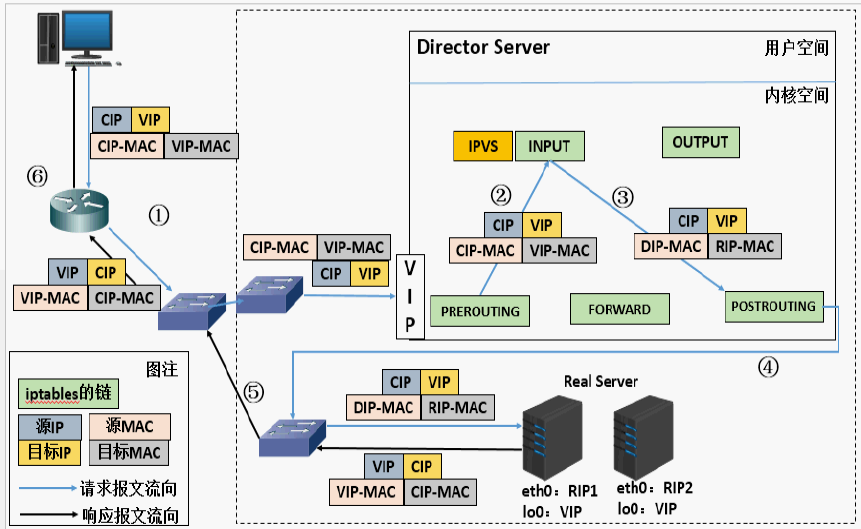 Director Server
用户空间
内核空间
IPVS
INPUT
OUTPUT
CIP VIP
CIP-MAC VIP-MAC
⑥
①
②
③
CIP VIP
CIP-MAC VIP-MAC
CIP VIP
DIP-MAC RIP-MAC
CIP-MAC VIP-MAC
CIP VIP
V
I
P
VIP CIP
VIP-MAC CIP-MAC
PREROUTING
FORWARD
POSTROUTING
④
图注
iptables的链
源IP
源MAC
目标IP
目标MAC
请求报文流向
响应报文流向
⑤
CIP VIP
DIP-MAC RIP-MAC
Real Server
VIP CIP
VIP-MAC CIP-MAC
eth0：RIP1
lo0：VIP
eth0：RIP2
lo0：VIP